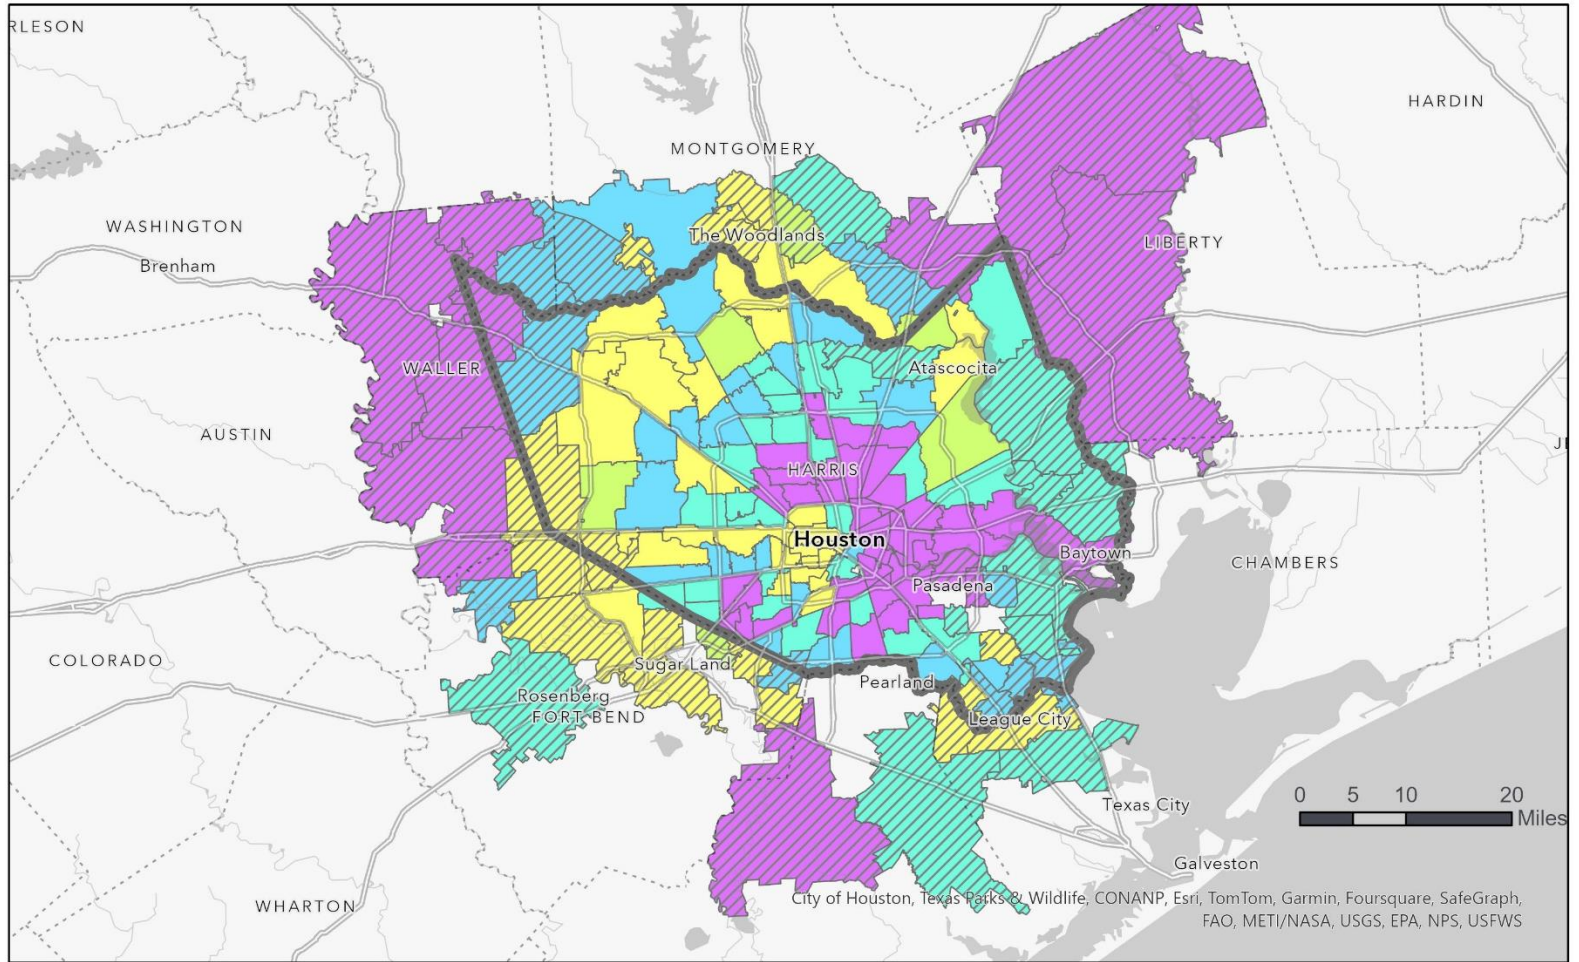 RLESON
HARDIN
MONTGOMERY
WASHINGTON
The Woodlands
LIBERTY
Brenham
WALLER
Atascocita
AUSTIN
HARRIS
Houston
Baytown
CHAMBERS
Pasadena
COLORADO
Sugar Land
Pearland
Rosenberg
FORT BEND
League City
0 5 10 20
Miles
Texas City
Galveston
WHARTON
City of Houston, Texas Parks & Wildlife, CONANP, Esri, TomTom, Garmin, Foursquare, SafeGraph,
FAO, METI/NASA, USGS, EPA, NPS, USFWS